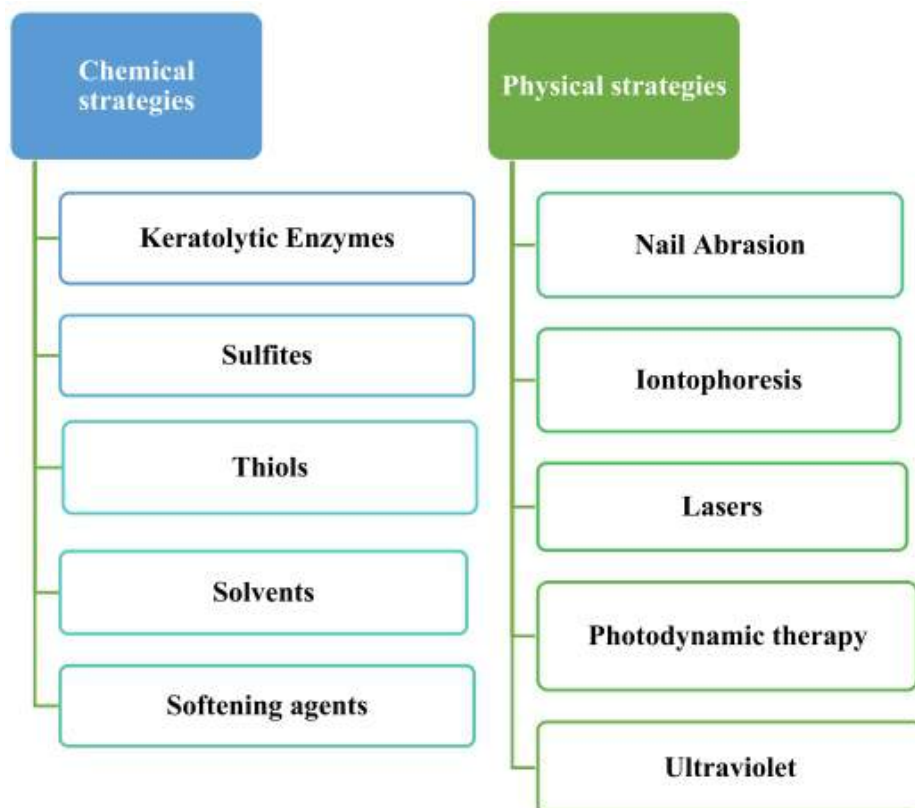 Chemical
strategies
Keratolytic Enzymes
Sulfites
Thiols
Solvents
Softening agents
Physical strategies
Nail Abrasion
Iontophoresis
Lasers
Photodynamic therapy
Ultraviolet